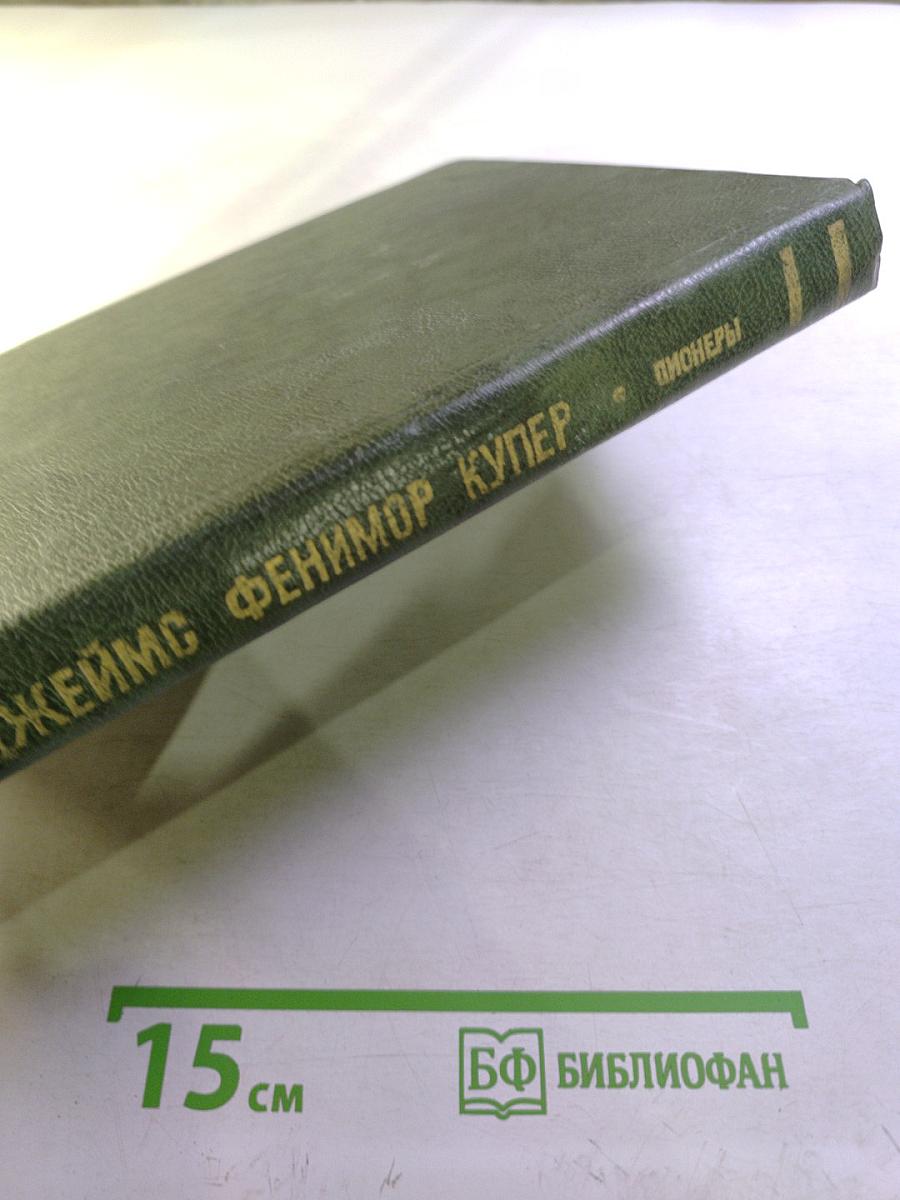 ДЖЕЙМС ФЕНИМОР КУПЕР • ПИОНЕРЫ
15 см
БФ БИБЛИОФАН